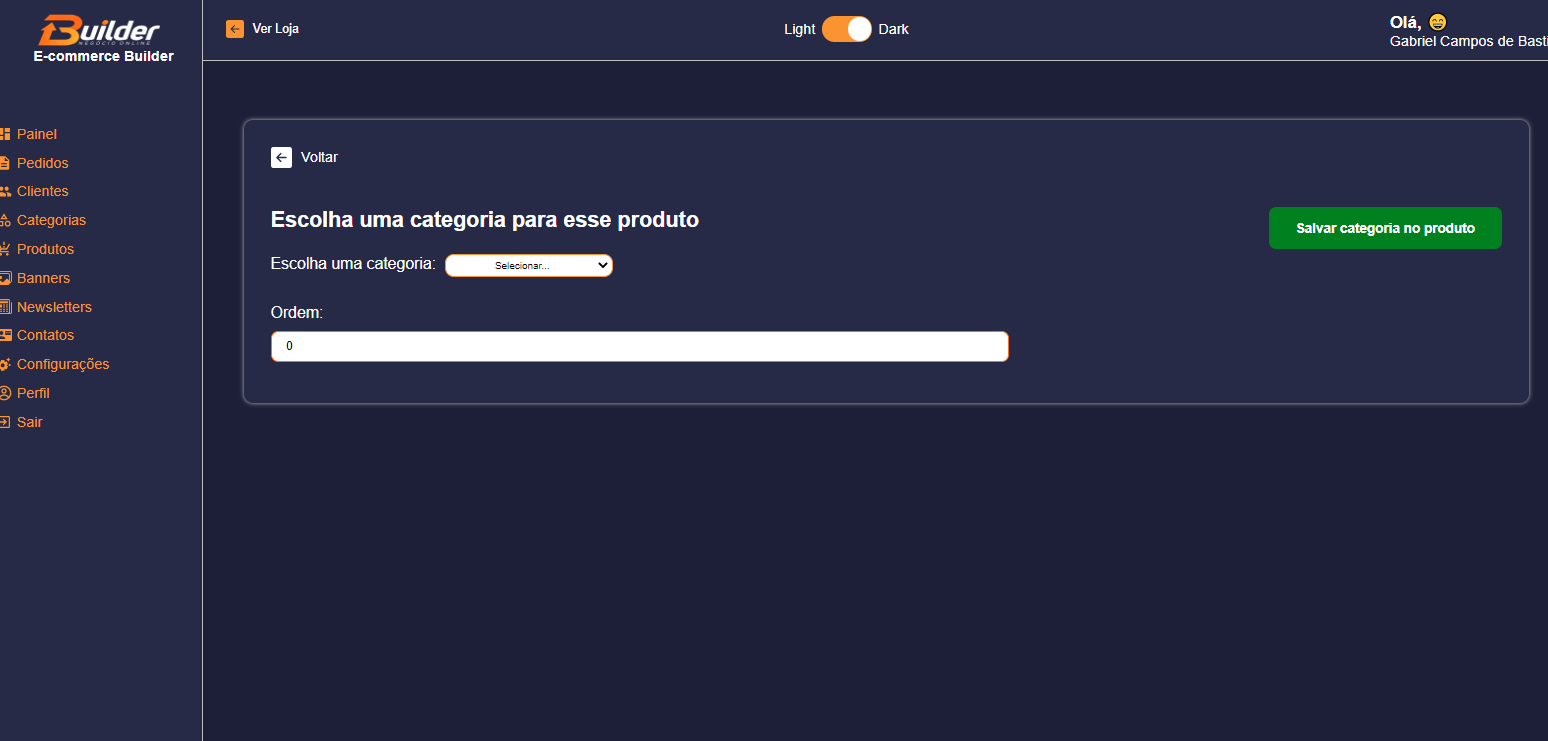 Builder
NEGÓCIO ONLINE
E-commerce Builder
Ver Loja
Light Dark
Olá, 😄
Gabriel Campos de Basti
Painel
Pedidos
Clientes
Categorias
Produtos
Banners
Newsletters
Contatos
Configurações
Perfil
Sair
Voltar
Escolha uma categoria para esse produto
Salvar categoria no produto
Escolha uma categoria: Selecionar...
Ordem:
0